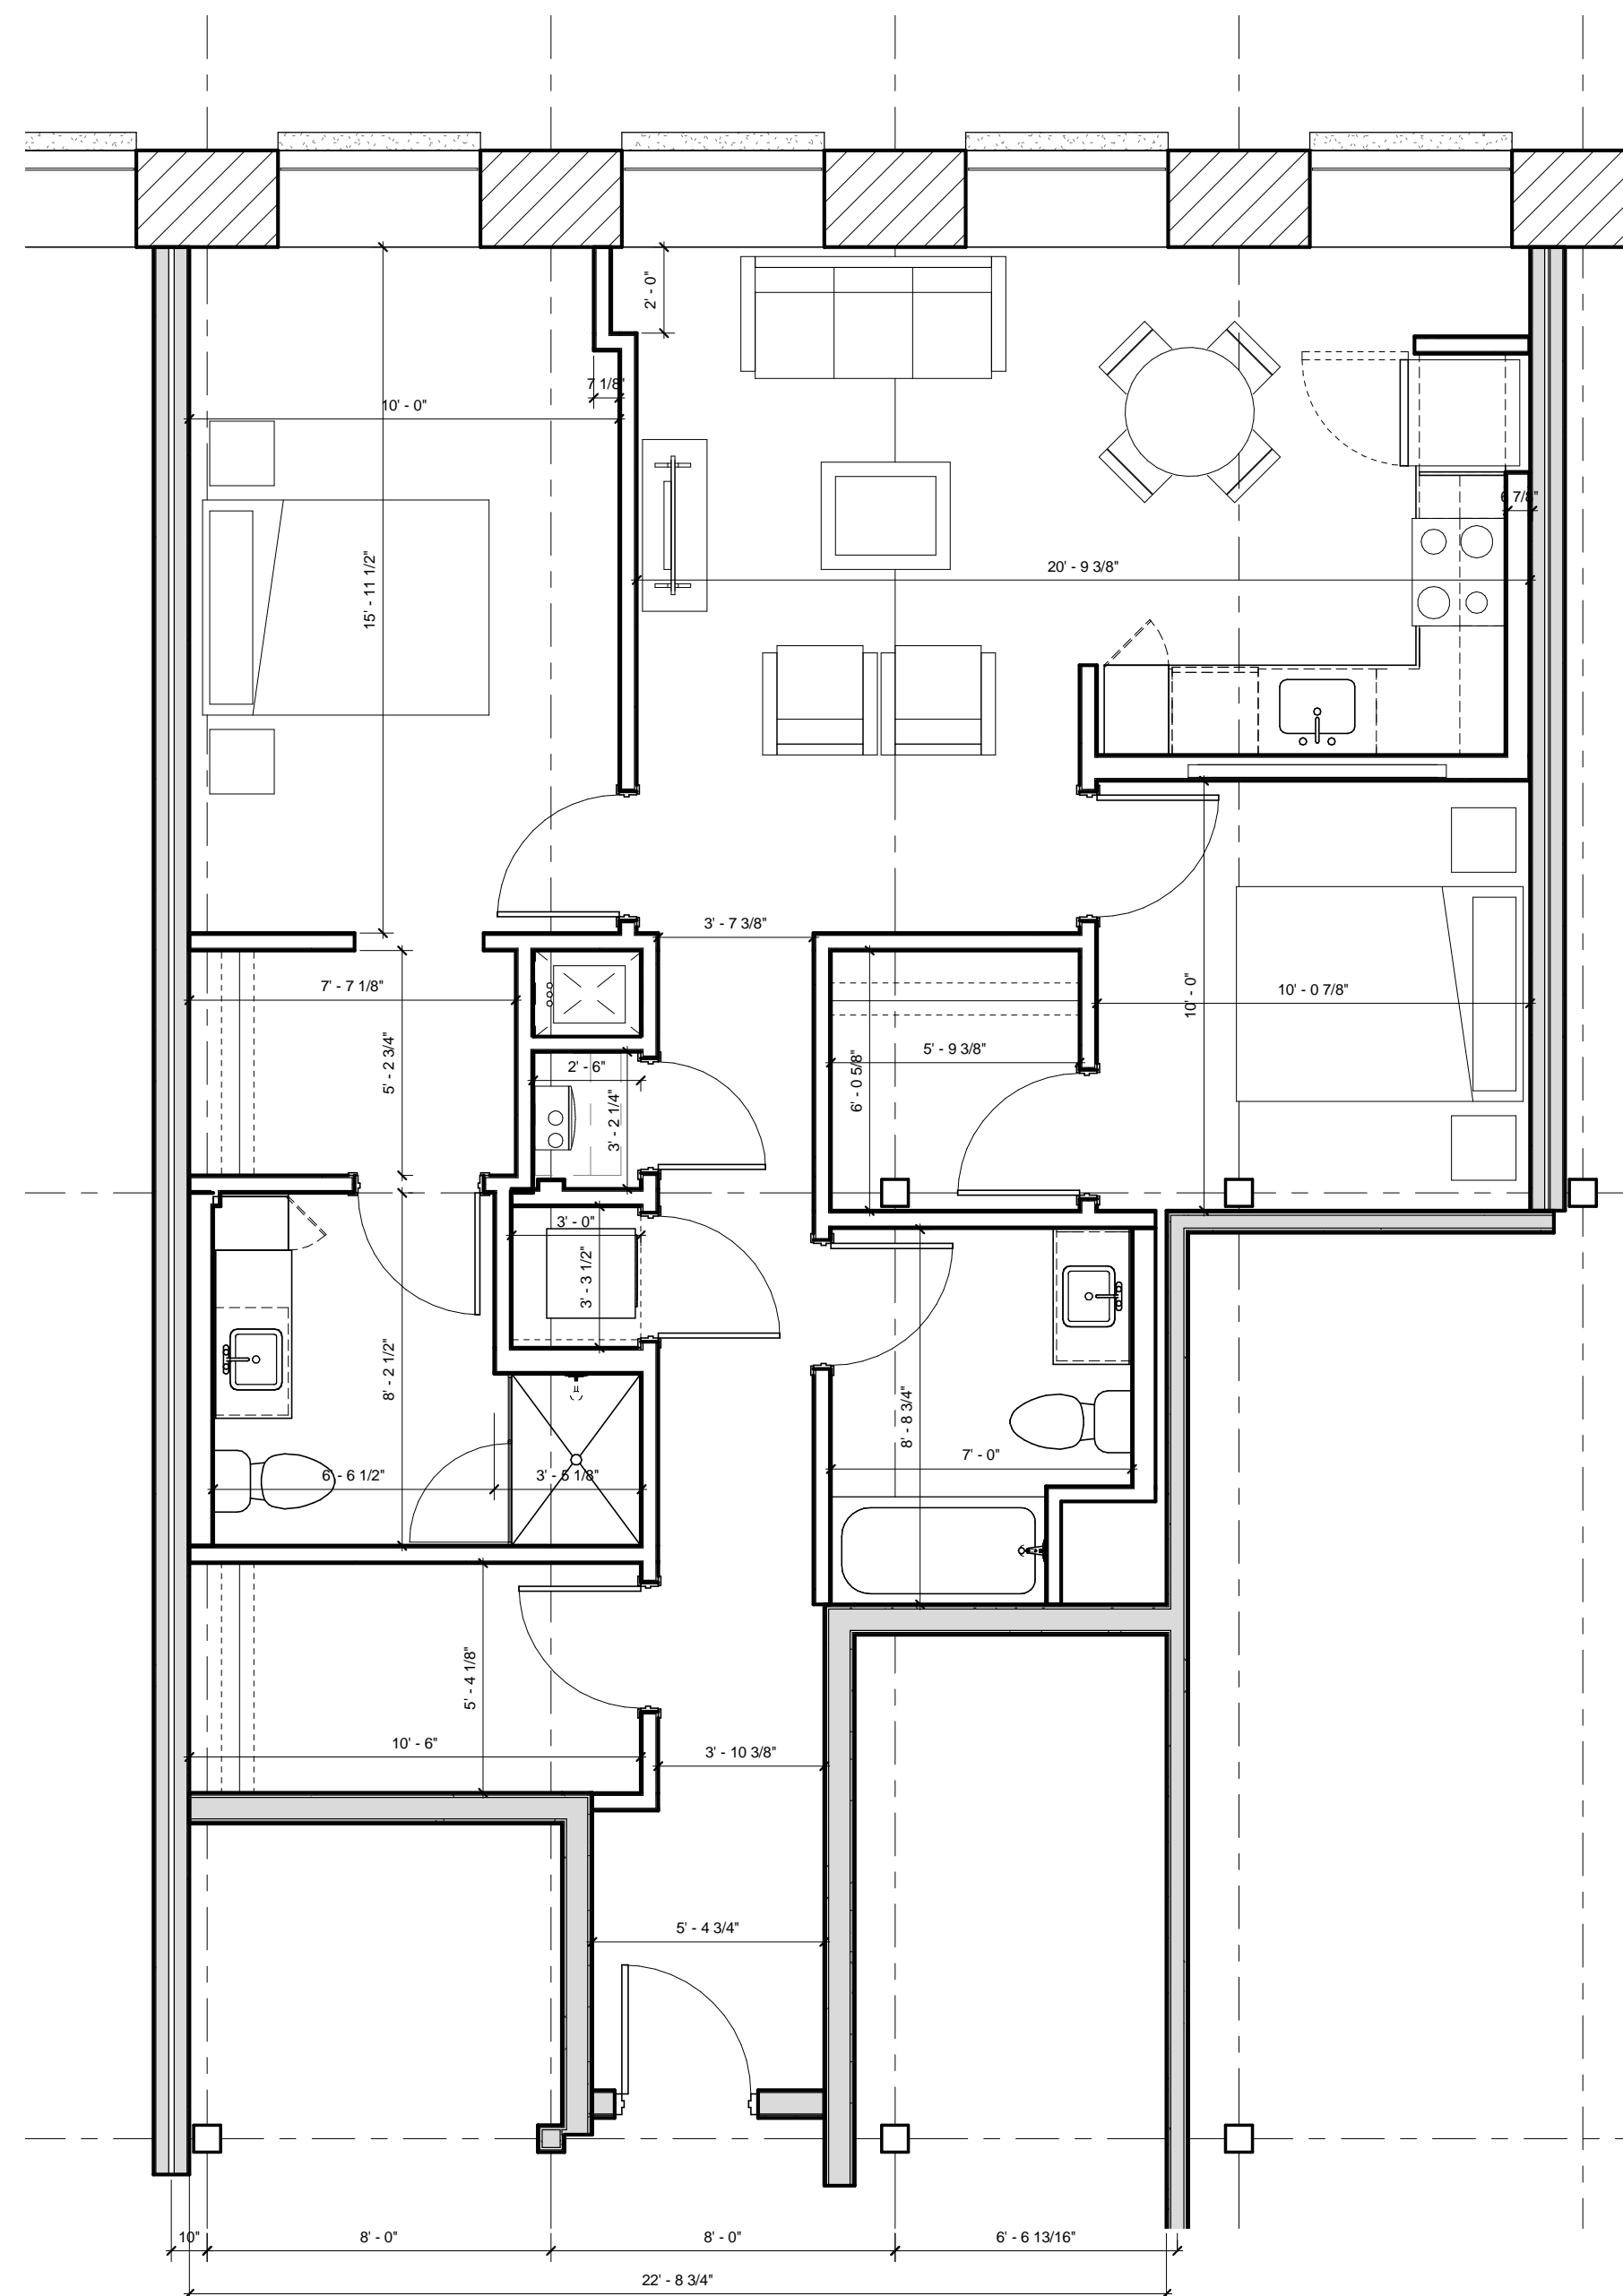 2' - 0"
7 1/8"
10' - 0"
15' - 11 1/2"
6 7/8"
20' - 9 3/8"
3' - 7 3/8"
7' - 7 1/8"
10' - 0"
10' - 0 7/8"
5' - 2 3/4"
2' - 6"
3' - 2 1/4"
5' - 9 3/8"
6' - 0 5/8"
3' - 0"
3' - 3 1/2"
8' - 2 1/2"
8' - 8 3/4"
7' - 0"
6' - 6 1/2"
3' - 5 1/8"
5' - 4 1/8"
10' - 6"
3' - 10 3/8"
5' - 4 3/4"
10"
8' - 0"
8' - 0"
6' - 6 13/16"
22' - 8 3/4"